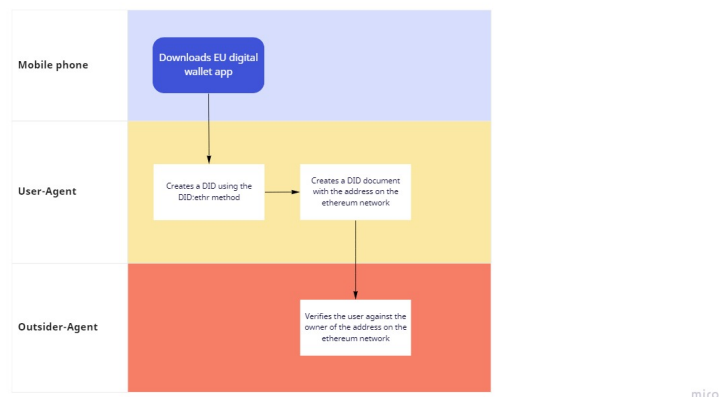 Mobile phone
Downloads EU digital
wallet app
User-Agent
Creates a DID using the
DID:ethr method
Creates a DID document
with the address on the
ethereum network
Outsider-Agent
Verifies the user against the
owner of the address on the
ethereum network
miro